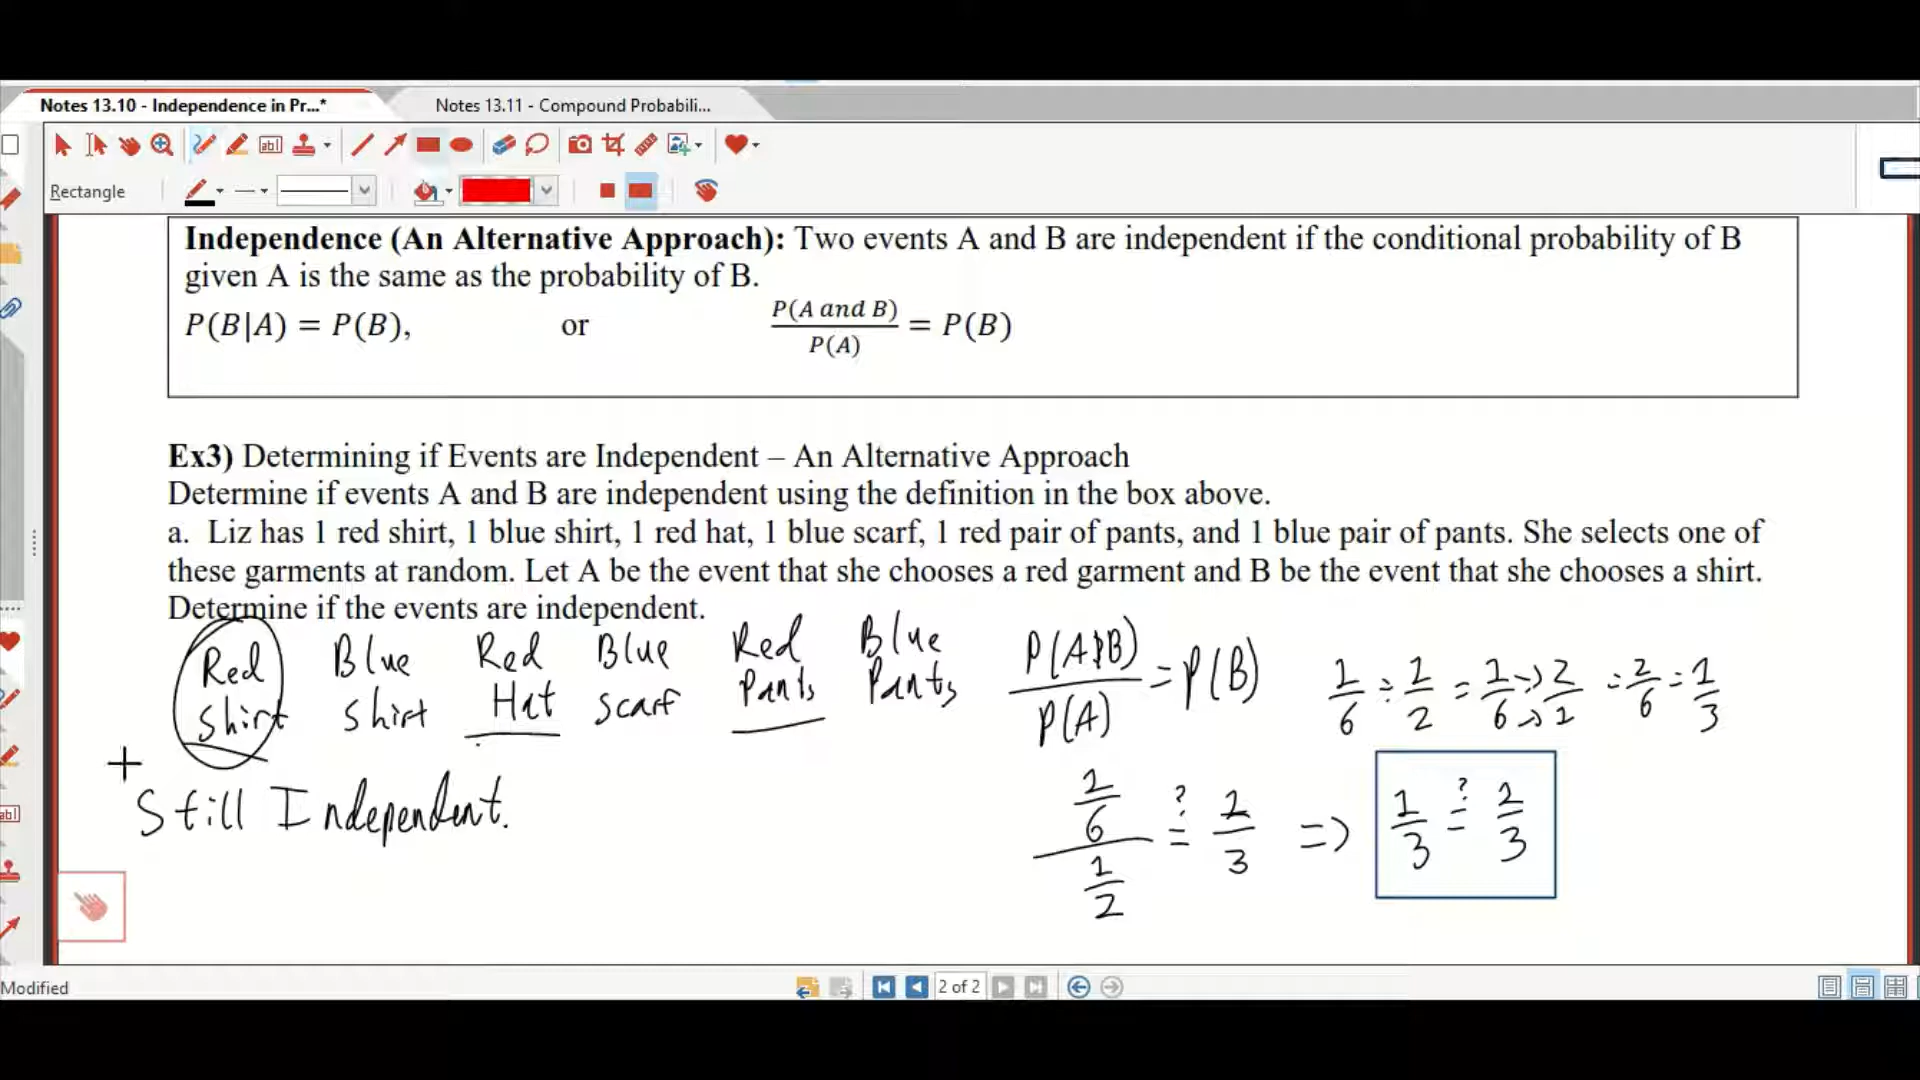 Notes 13.10 - Independence in Pr...*
Notes 13.11 - Compound Probabili...
Rectangle
Independence (An Alternative Approach): Two events A and B are independent if the conditional probability of B
given A is the same as the probability of B.
P(B|A) = P(B), or P(A and B)/P(A) = P(B)
Ex3) Determining if Events are Independent – An Alternative Approach
Determine if events A and B are independent using the definition in the box above.
a. Liz has 1 red shirt, 1 blue shirt, 1 red hat, 1 blue scarf, 1 red pair of pants, and 1 blue pair of pants. She selects one of
these garments at random. Let A be the event that she chooses a red garment and B be the event that she chooses a shirt.
Determine if the events are independent.
Red Shirt
Blue Shirt
Red Hat
Blue Scarf
Red Pants
Blue Pants
P(A&B)/P(A) = P(B)
1/6 ÷ 1/2 = 1/6 → 2/1 = 2/6 = 1/3
Still Independent.
1/6 / 1/2 ?= 1/3 => 1/3 ?= 1/3
Modified
2 of 2